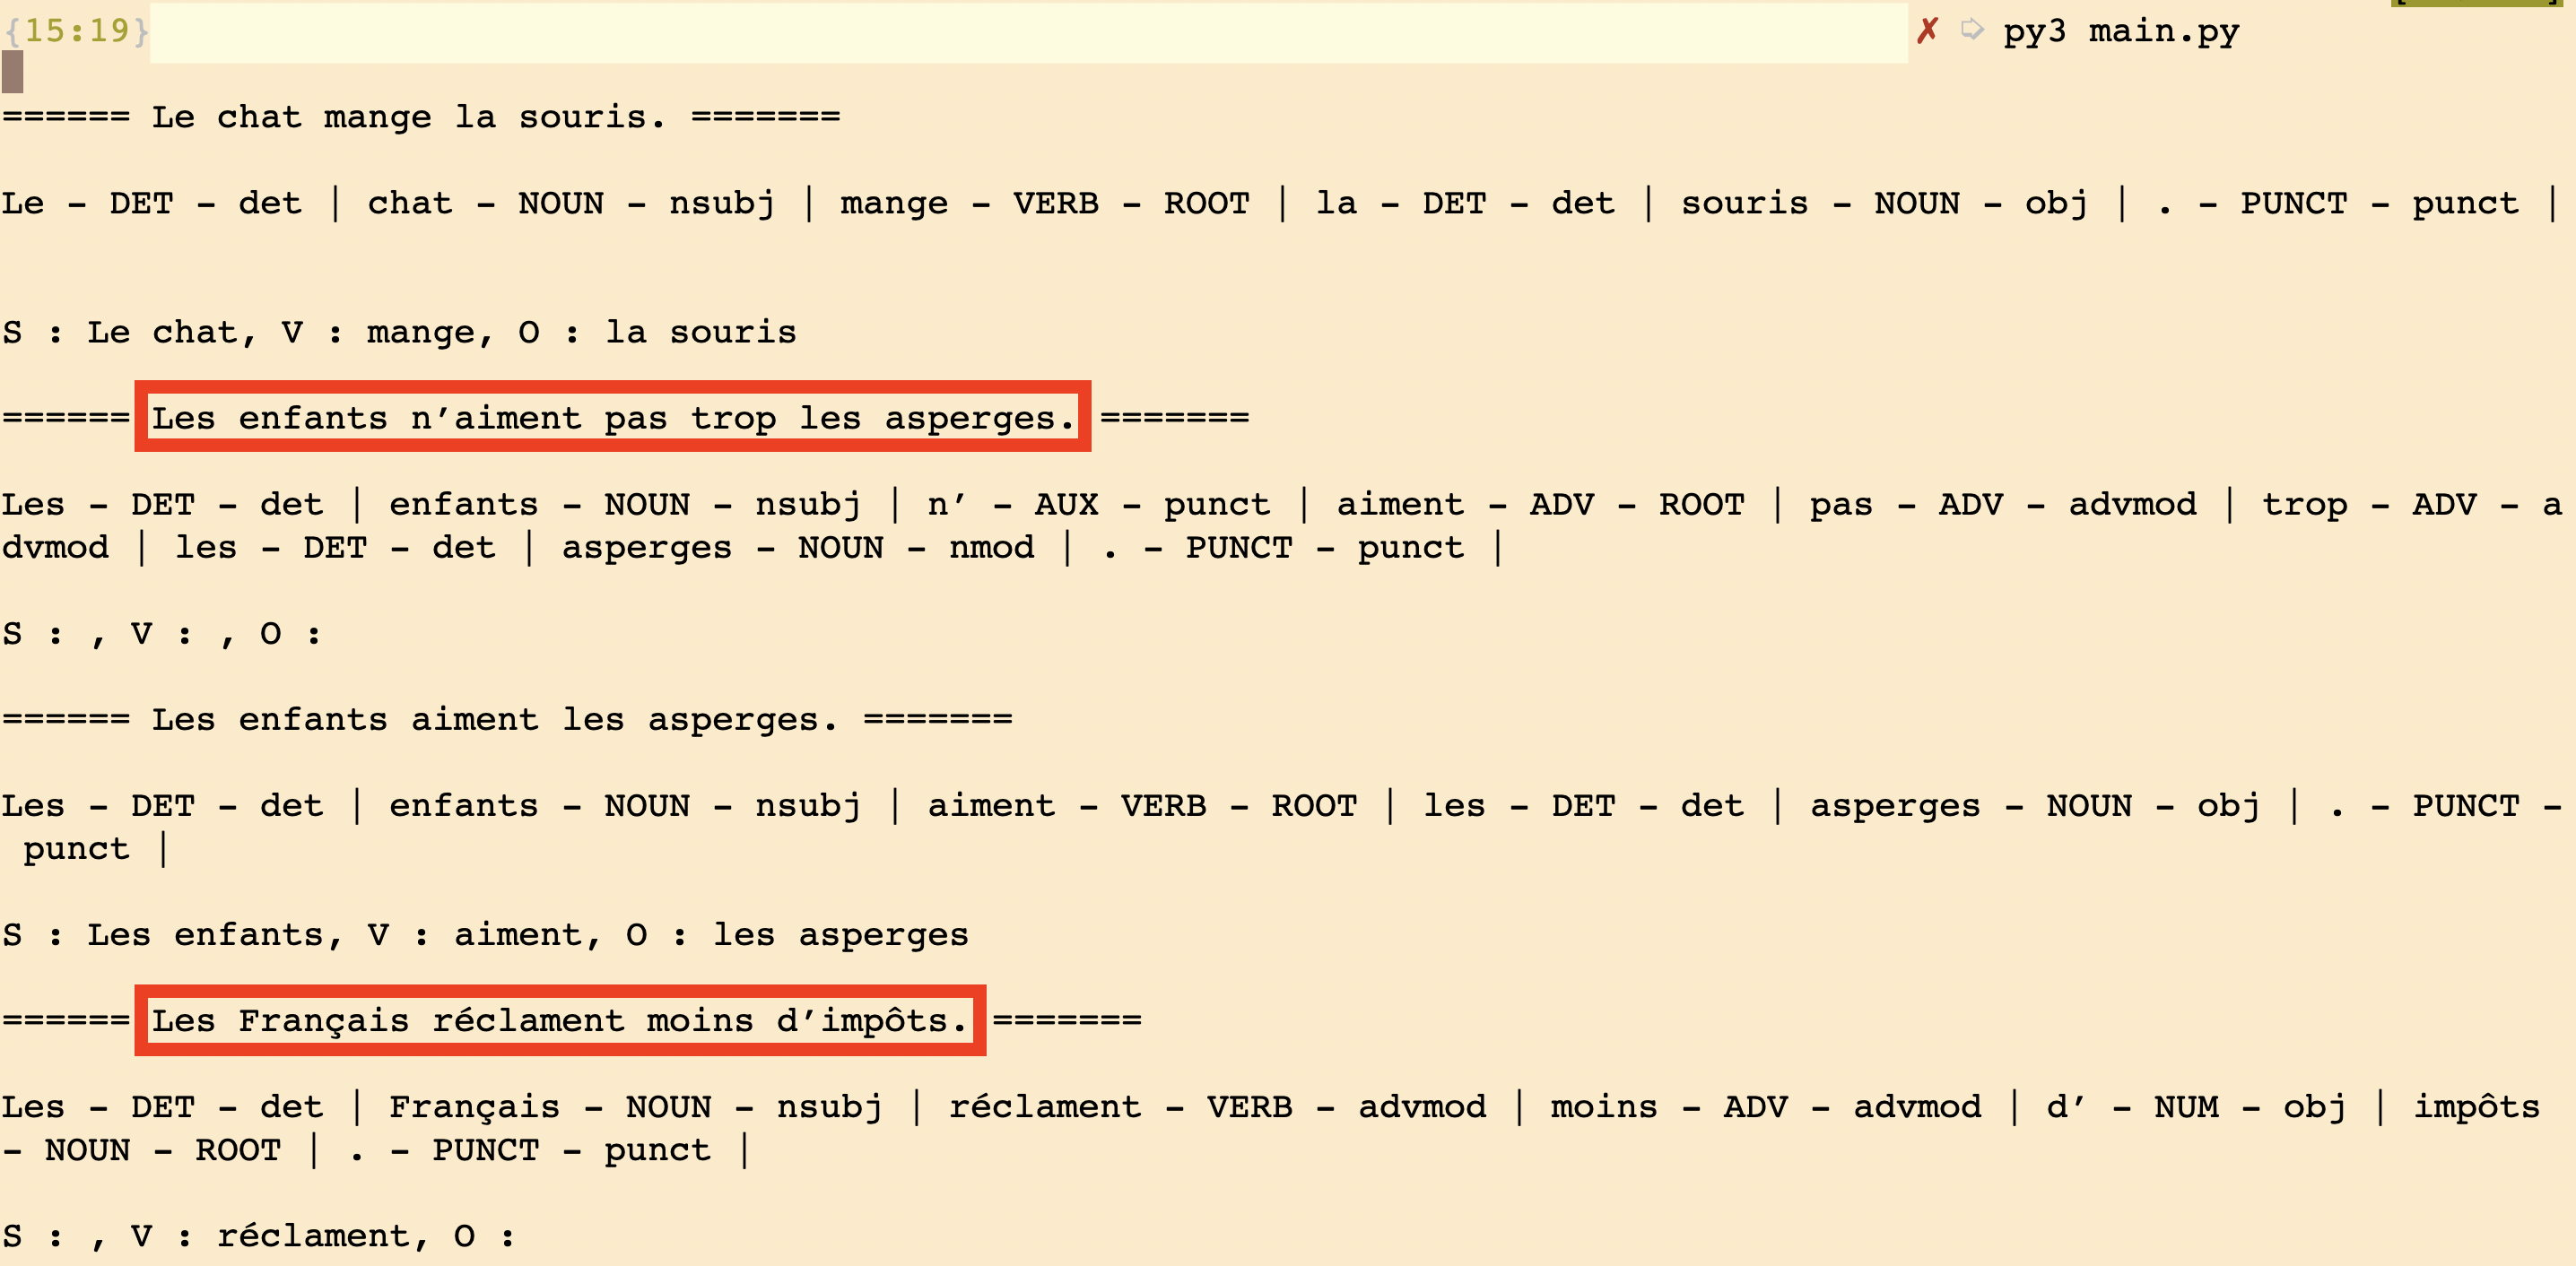 {15:19} ✗ ➩ py3 main.py
====== Le chat mange la souris. =======
Le - DET - det | chat - NOUN - nsubj | mange - VERB - ROOT | la - DET - det | souris - NOUN - obj | . - PUNCT - punct |
S : Le chat, V : mange, O : la souris
====== Les enfants n’aiment pas trop les asperges. =======
Les - DET - det | enfants - NOUN - nsubj | n’ - AUX - punct | aiment - ADV - ROOT | pas - ADV - advmod | trop - ADV - a
dvmod | les - DET - det | asperges - NOUN - nmod | . - PUNCT - punct |
S : , V : , O :
====== Les enfants aiment les asperges. =======
Les - DET - det | enfants - NOUN - nsubj | aiment - VERB - ROOT | les - DET - det | asperges - NOUN - obj | . - PUNCT -
punct |
S : Les enfants, V : aiment, O : les asperges
====== Les Français réclament moins d’impôts. =======
Les - DET - det | Français - NOUN - nsubj | réclament - VERB - advmod | moins - ADV - advmod | d’ - NUM - obj | impôts
- NOUN - ROOT | . - PUNCT - punct |
S : , V : réclament, O :